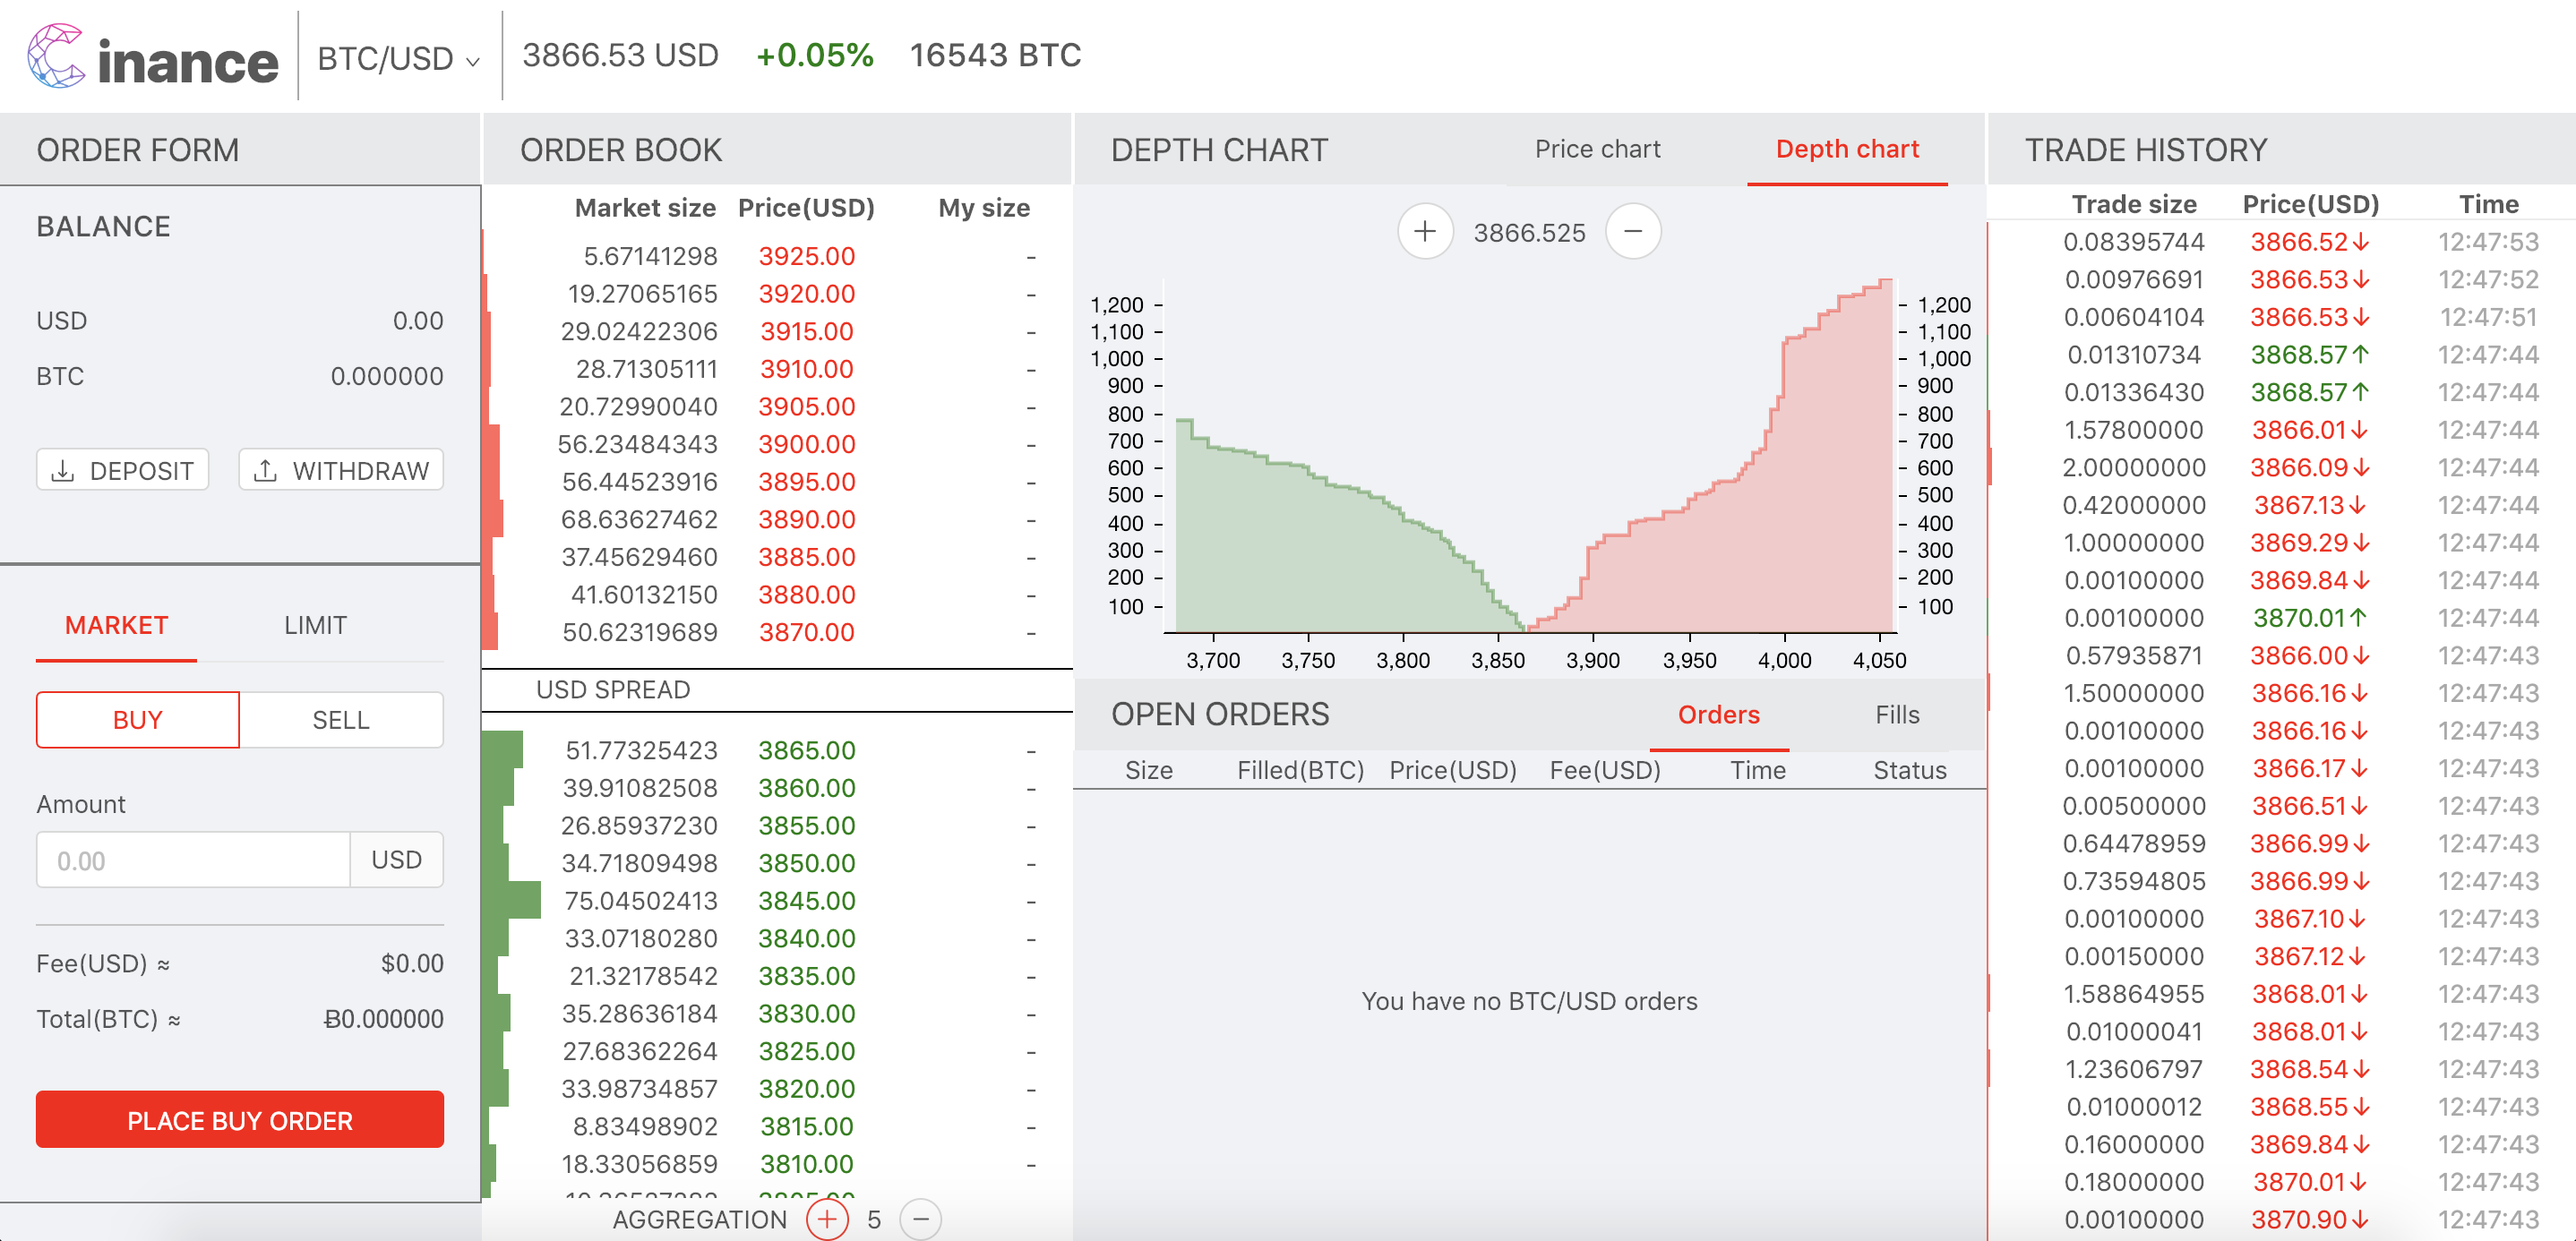 Cinance
BTC/USD
3866.53 USD +0.05% 16543 BTC
ORDER FORM
BALANCE
USD 0.00
BTC 0.000000
DEPOSIT WITHDRAW
MARKET LIMIT
BUY SELL
Amount
0.00 USD
Fee(USD) ≈ $0.00
Total(BTC) ≈ Ƀ0.000000
PLACE BUY ORDER
ORDER BOOK
Market size Price(USD) My size
5.67141298 3925.00 -
19.27065165 3920.00 -
29.02422306 3915.00 -
28.71305111 3910.00 -
20.72990040 3905.00 -
56.23484343 3900.00 -
56.44523916 3895.00 -
68.63627462 3890.00 -
37.45629460 3885.00 -
41.60132150 3880.00 -
50.62319689 3870.00 -
USD SPREAD
51.77325423 3865.00 -
39.91082508 3860.00 -
26.85937230 3855.00 -
34.71809498 3850.00 -
75.04502413 3845.00 -
33.07180280 3840.00 -
21.32178542 3835.00 -
35.28636184 3830.00 -
27.68362264 3825.00 -
33.98734857 3820.00 -
8.83498902 3815.00 -
18.33056859 3810.00 -
AGGREGATION + 5 −
DEPTH CHART Price chart Depth chart
+ 3866.525 −
1,200 1,200
1,100 1,100
1,000 1,000
900 900
800 800
700 700
600 600
500 500
400 400
300 300
200 200
100 100
3,700 3,750 3,800 3,850 3,900 3,950 4,000 4,050
OPEN ORDERS Orders Fills
Size Filled(BTC) Price(USD) Fee(USD) Time Status
You have no BTC/USD orders
TRADE HISTORY
Trade size Price(USD) Time
0.08395744 3866.52↓ 12:47:53
0.00976691 3866.53↓ 12:47:52
0.00604104 3866.53↓ 12:47:51
0.01310734 3868.57↑ 12:47:44
0.01336430 3868.57↑ 12:47:44
1.57800000 3866.01↓ 12:47:44
2.00000000 3866.09↓ 12:47:44
0.42000000 3867.13↓ 12:47:44
1.00000000 3869.29↓ 12:47:44
0.00100000 3869.84↓ 12:47:44
0.00100000 3870.01↑ 12:47:44
0.57935871 3866.00↓ 12:47:43
1.50000000 3866.16↓ 12:47:43
0.00100000 3866.16↓ 12:47:43
0.00100000 3866.17↓ 12:47:43
0.00500000 3866.51↓ 12:47:43
0.64478959 3866.99↓ 12:47:43
0.73594805 3866.99↓ 12:47:43
0.00100000 3867.10↓ 12:47:43
0.00150000 3867.12↓ 12:47:43
1.58864955 3868.01↓ 12:47:43
0.01000041 3868.01↓ 12:47:43
1.23606797 3868.54↓ 12:47:43
0.01000012 3868.55↓ 12:47:43
0.16000000 3869.84↓ 12:47:43
0.18000000 3870.01↓ 12:47:43
0.00100000 3870.90↓ 12:47:43